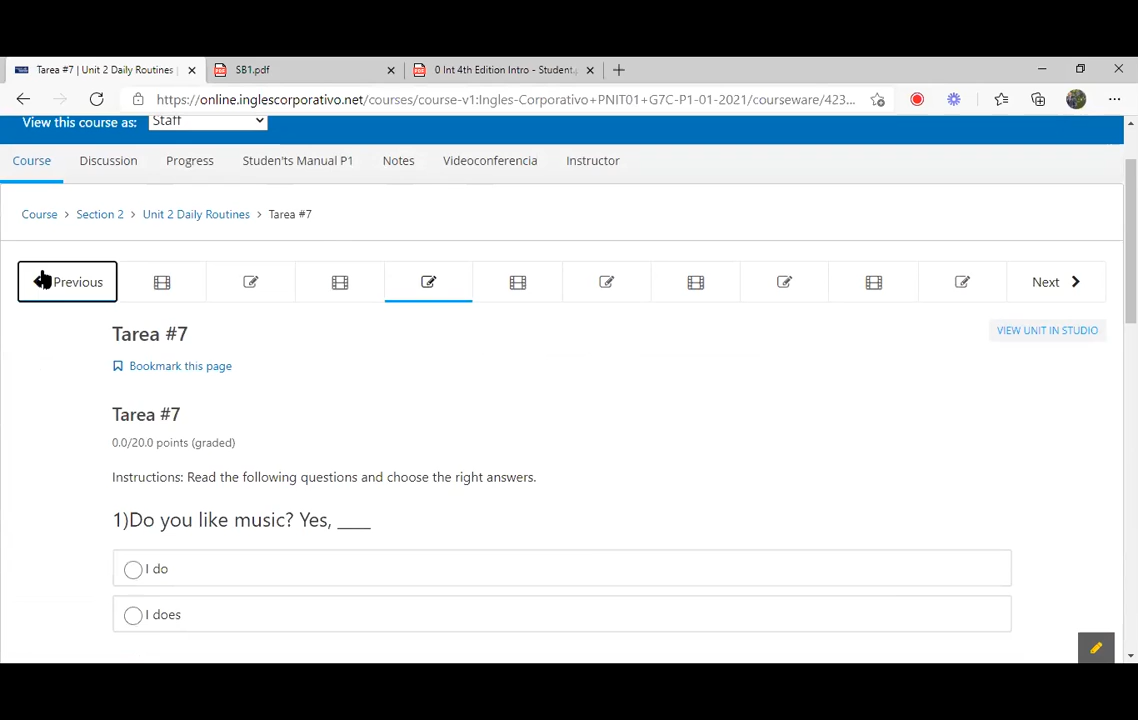 Tarea #7 | Unit 2 Daily Routines |
SB1.pdf
0 Int 4th Edition Intro - Student.
https://online.inglescorporativo.net/courses/course-v1:Ingles-Corporativo+PNIT01+G7C-P1-01-2021/courseware/423...
View this course as:
Staff
Course
Discussion
Progress
Studen'ts Manual P1
Notes
Videoconferencia
Instructor
Course > Section 2 > Unit 2 Daily Routines > Tarea #7
Previous
Next
Tarea #7
VIEW UNIT IN STUDIO
Bookmark this page
Tarea #7
0.0/20.0 points (graded)
Instructions: Read the following questions and choose the right answers.
1)Do you like music? Yes, ____
I do
I does